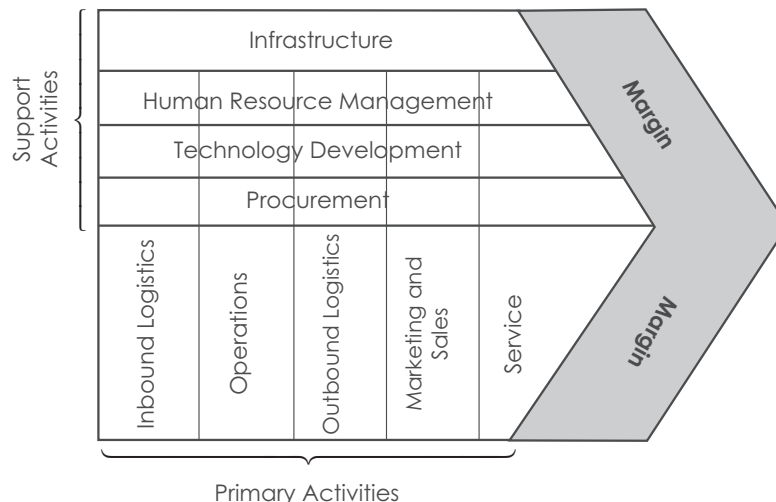 Support
Activities
Infrastructure
Human Resource Management
Technology Development
Procurement
Margin
Inbound Logistics
Operations
Outbound Logistics
Marketing and
Sales
Service
Margin
Primary Activities